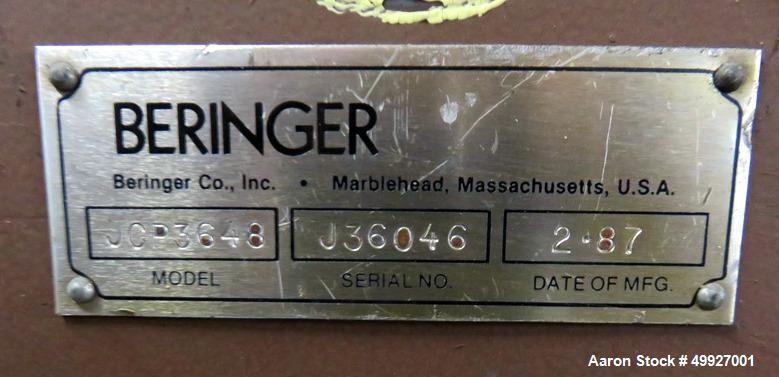 BERINGER
Beringer Co., Inc. • Marblehead, Massachusetts, U.S.A.
JCP3648 J36046 2·87
MODEL SERIAL NO. DATE OF MFG.
Aaron Stock # 49927001